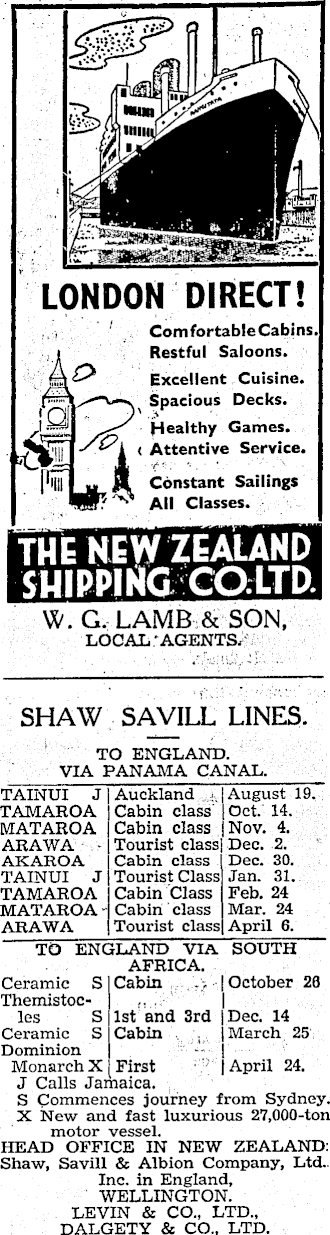 RANGITATA
LONDON DIRECT!
Comfortable Cabins.
Restful Saloons.
Excellent Cuisine.
Spacious Decks.
Healthy Games.
Attentive Service.
Constant Sailings
All Classes.
THE NEW ZEALAND
SHIPPING CO. LTD.
W. G. LAMB & SON,
LOCAL AGENTS.
SHAW SAVILL LINES.
TO ENGLAND.
VIA PANAMA CANAL.
TAINUI J Auckland August 19.
TAMAROA Cabin class Oct. 14.
MATAROA Cabin class Nov. 4.
ARAWA Tourist class Dec. 2.
AKAROA Cabin class Dec. 30.
TAINUI J Tourist Class Jan. 31.
TAMAROA Cabin Class Feb. 24
MATAROA Cabin class Mar. 24
ARAWA Tourist class April 6.
TO ENGLAND VIA SOUTH
AFRICA.
Ceramic S Cabin October 26
Themistoc-
les S 1st and 3rd Dec. 14
Ceramic S Cabin March 25
Dominion
Monarch X First April 24.
J Calls Jamaica.
S Commences journey from Sydney.
X New and fast luxurious 27,000-ton
motor vessel.
HEAD OFFICE IN NEW ZEALAND:
Shaw, Savill & Albion Company, Ltd.
Inc. in England,
WELLINGTON.
LEVIN & CO., LTD.,
DALGETY & CO., LTD.